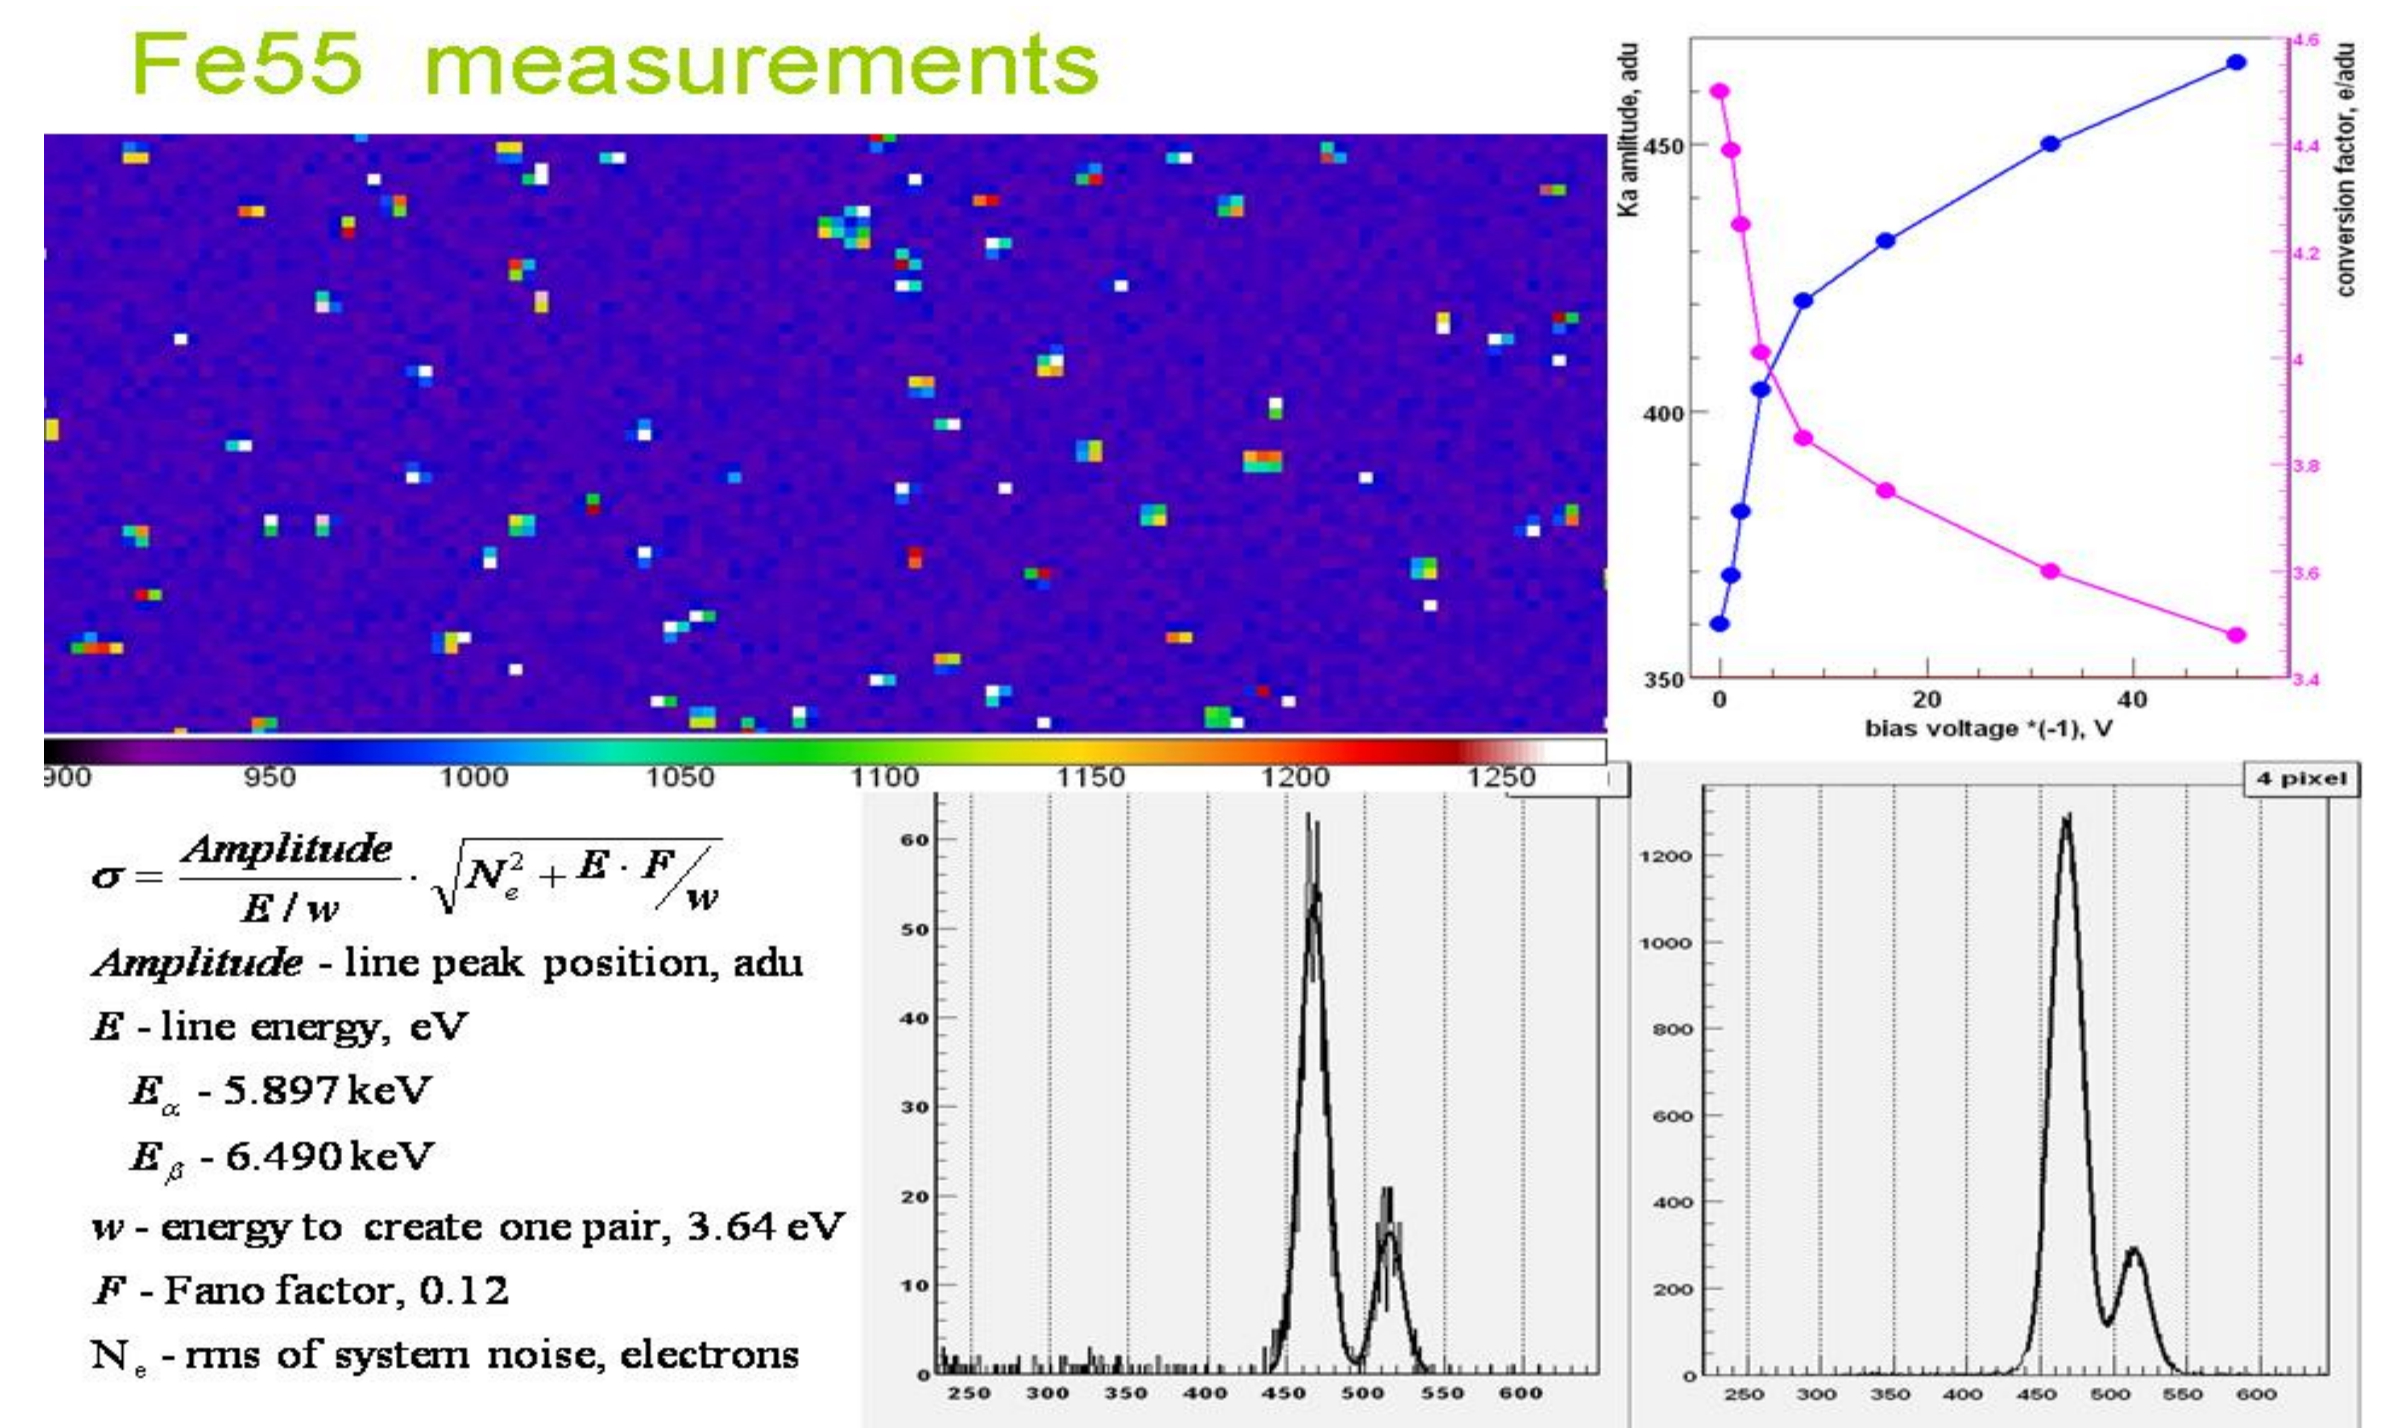 Fe55 measurements
Ka amlitude, adu
450
400
350
0 20 40
bias voltage *(-1), V
4.6
4.4
4.2
4
3.8
3.6
3.4
conversion factor, e/adu
900 950 1000 1050 1100 1150 1200 1250
σ = Amplitude / E / w · √ N e 2 + E · F / w
Amplitude - line peak position, adu
E - line energy, eV
E α - 5.897 keV
E β - 6.490 keV
w - energy to create one pair, 3.64 eV
F - Fano factor, 0.12
N e - rms of system noise, electrons
60
50
40
30
20
10
0
250 300 350 400 450 500 550 600
4 pixel
1200
1000
800
600
400
200
0
250 300 350 400 450 500 550 600